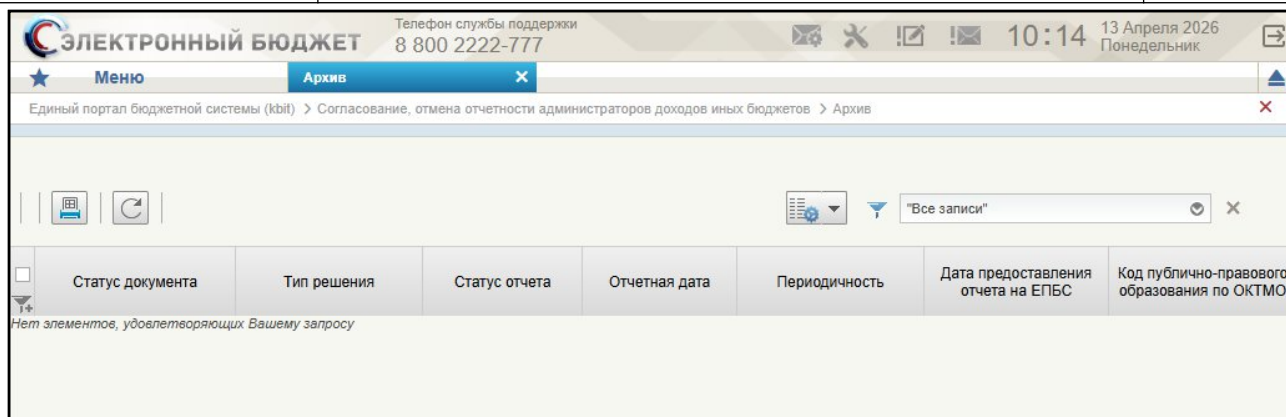 ЭЛЕКТРОННЫЙ БЮДЖЕТ
Телефон службы поддержки
8 800 2222-777
10:14
13 Апреля 2026
Понедельник
Меню
Архив
Единый портал бюджетной системы (kbit) > Согласование, отмена отчетности администраторов доходов иных бюджетов > Архив
"Все записи"
Статус документа
Тип решения
Статус отчета
Отчетная дата
Периодичность
Дата предоставления
отчета на ЕПБС
Код публично-правового
образования по ОКТМО
Нет элементов, удовлетворяющих Вашему запросу